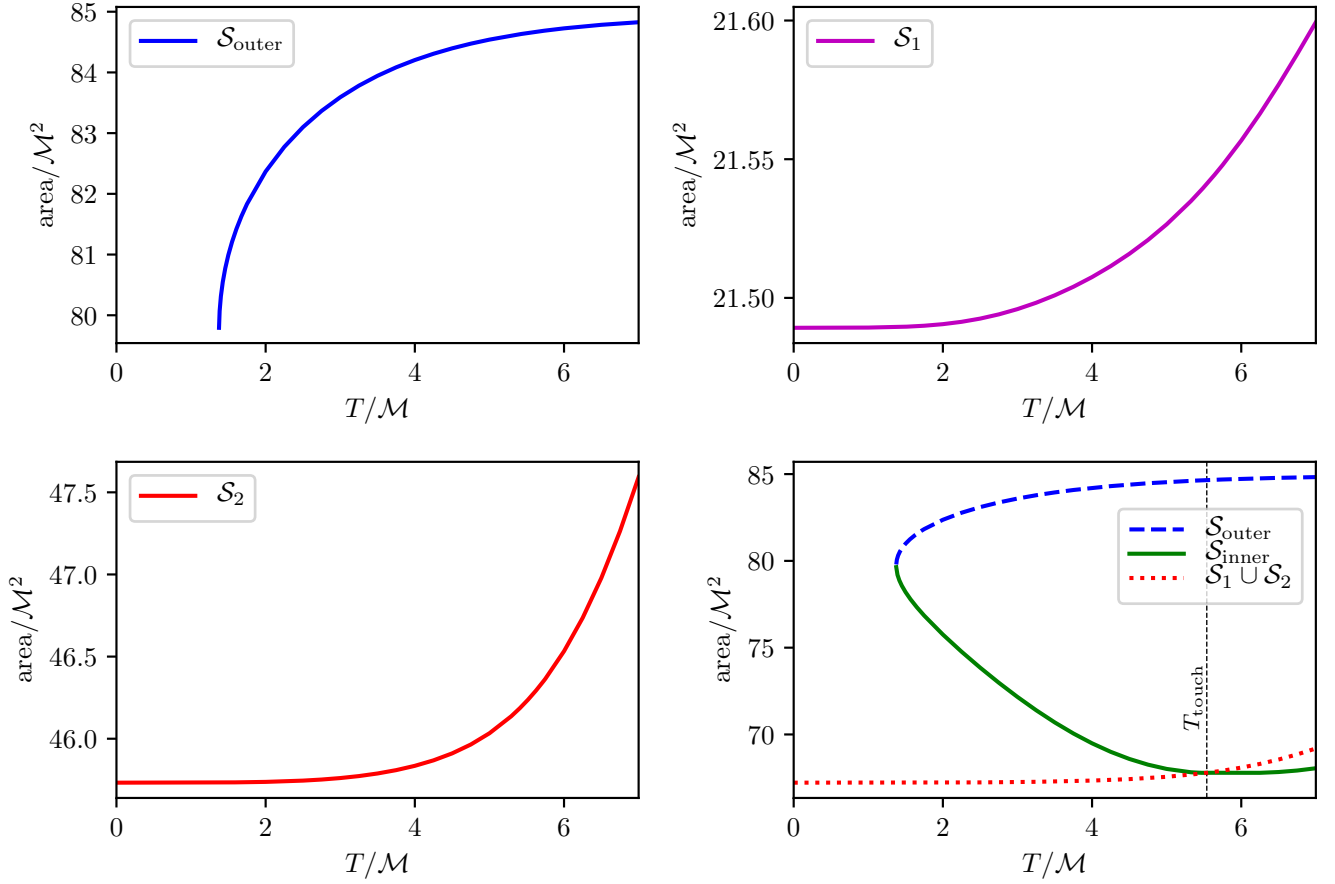 85
84
83
82
81
80
area/ℳ²
𝒮outer
0
2
4
6
T/ℳ
21.60
21.55
21.50
area/ℳ²
𝒮₁
0
2
4
6
T/ℳ
47.5
47.0
46.5
46.0
area/ℳ²
𝒮₂
0
2
4
6
T/ℳ
85
80
75
70
area/ℳ²
𝒮outer
𝒮inner
𝒮₁ ∪ 𝒮₂
Ttouch
0
2
4
6
T/ℳ